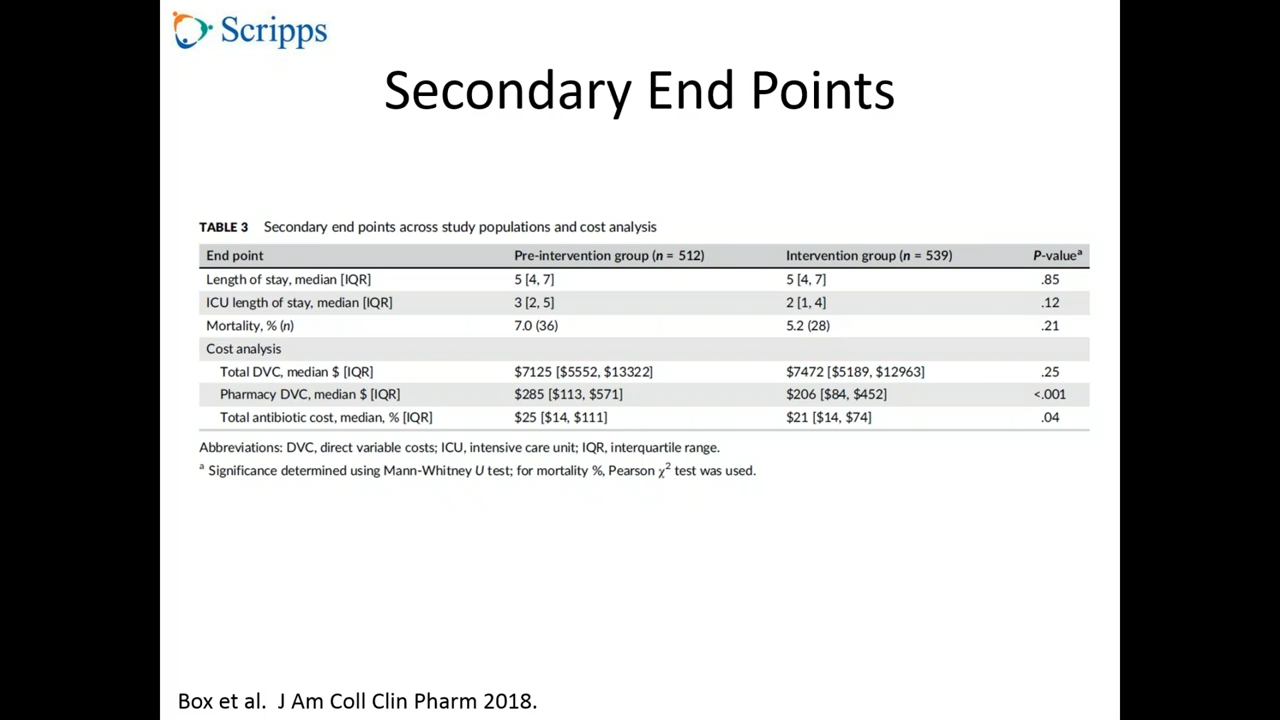 Scripps
Secondary End Points
TABLE 3 Secondary end points across study populations and cost analysis
End point Pre-intervention group (n = 512) Intervention group (n = 539) P-valueᵃ
Length of stay, median [IQR] 5 [4, 7] 5 [4, 7] .85
ICU length of stay, median [IQR] 3 [2, 5] 2 [1, 4] .12
Mortality, % (n) 7.0 (36) 5.2 (28) .21
Cost analysis
Total DVC, median $ [IQR] $7125 [$5552, $13322] $7472 [$5189, $12963] .25
Pharmacy DVC, median $ [IQR] $285 [$113, $571] $206 [$84, $452] <.001
Total antibiotic cost, median, % [IQR] $25 [$14, $111] $21 [$14, $74] .04
Abbreviations: DVC, direct variable costs; ICU, intensive care unit; IQR, interquartile range.
ᵃ Significance determined using Mann-Whitney U test; for mortality %, Pearson χ² test was used.
Box et al. J Am Coll Clin Pharm 2018.